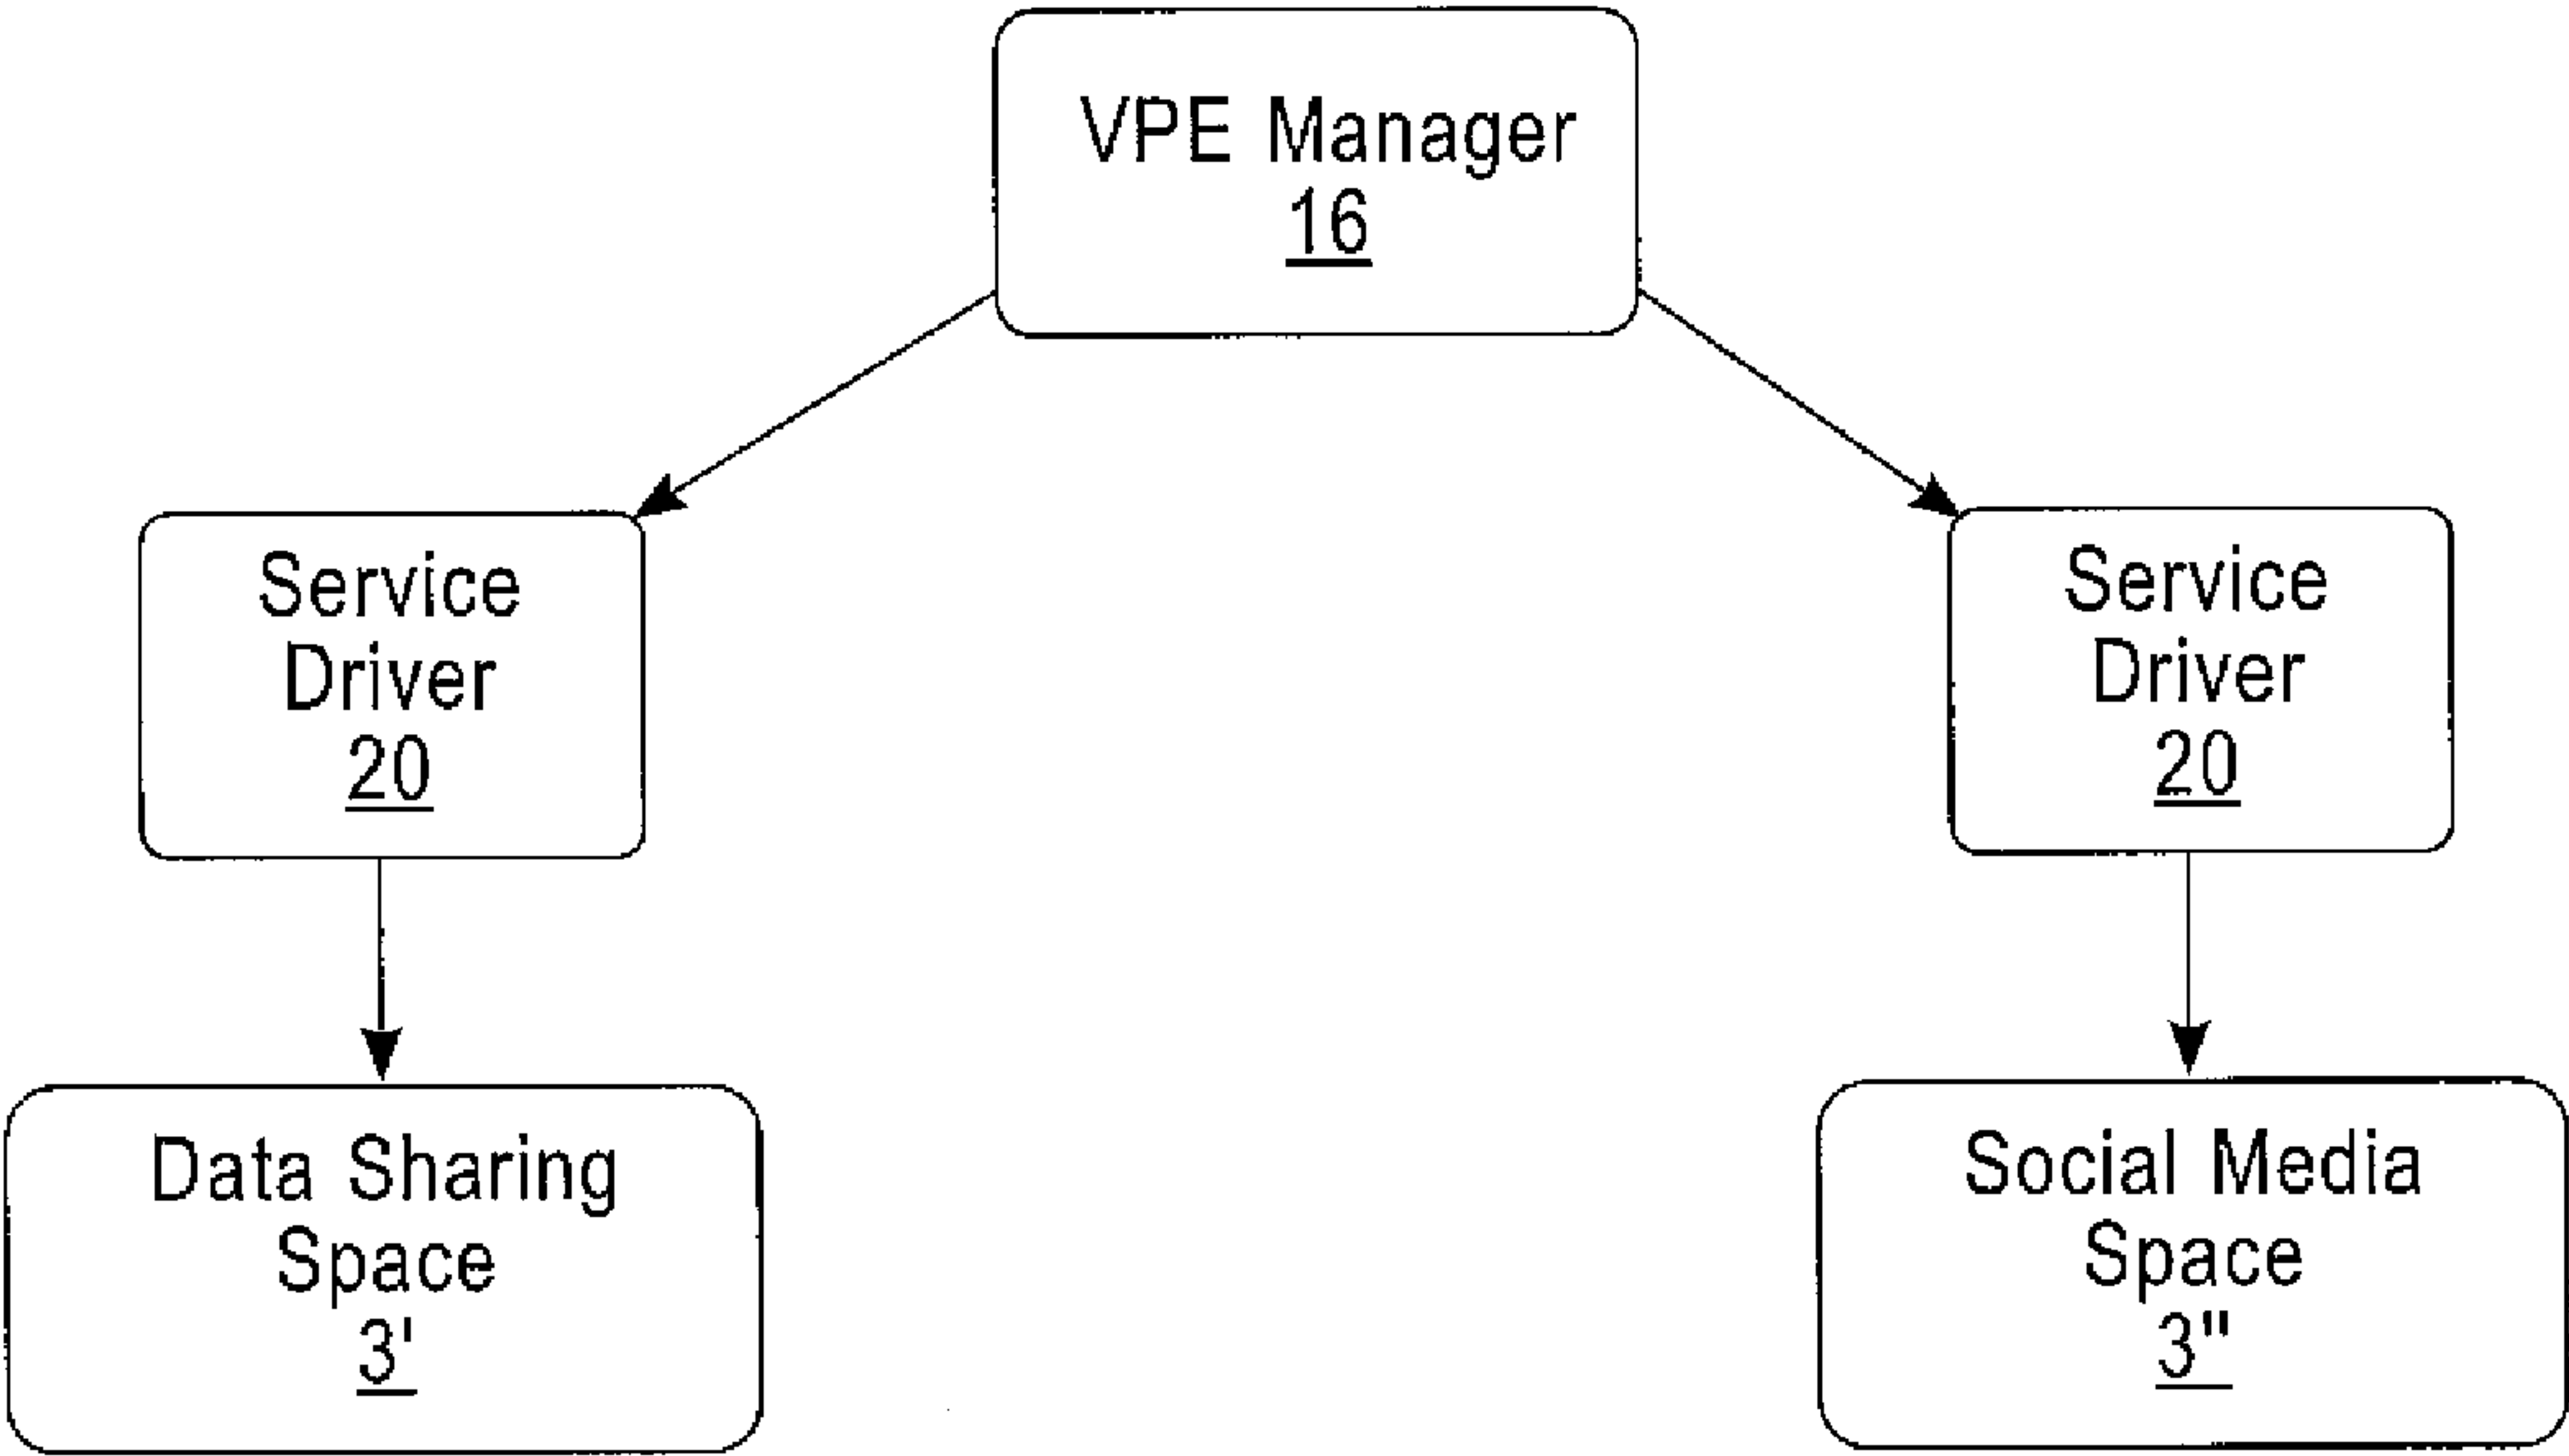 VPE Manager
16
Service
Driver
20
Service
Driver
20
Data Sharing
Space
3'
Social Media
Space
3"